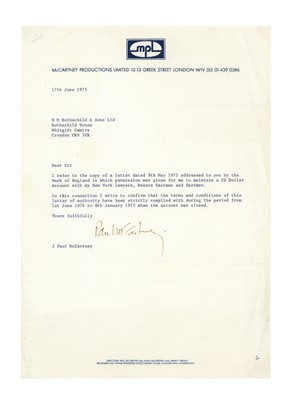 mpl
McCARTNEY PRODUCTIONS LIMITED 12-13 GREEK STREET LONDON W1V 5LE 01-439 0386
17th June 1975
N M Rothschild & Sons Ltd
Rothschild House
Whitgift Centre
Croydon CR9 3YE
Dear Sir
I refer to the copy of a letter dated 9th May 1972 addressed to you by the
Bank of England in which permission was given for me to maintain a US Dollar
Account with my New York lawyers, Messrs Eastman and Eastman.
In this connection I write to confirm that the terms and conditions of this
letter of authority have been strictly complied with during the period from
1st June 1974 to 8th January 1975 when the account was closed.
Yours faithfully
Paul McCartney
J Paul McCartney